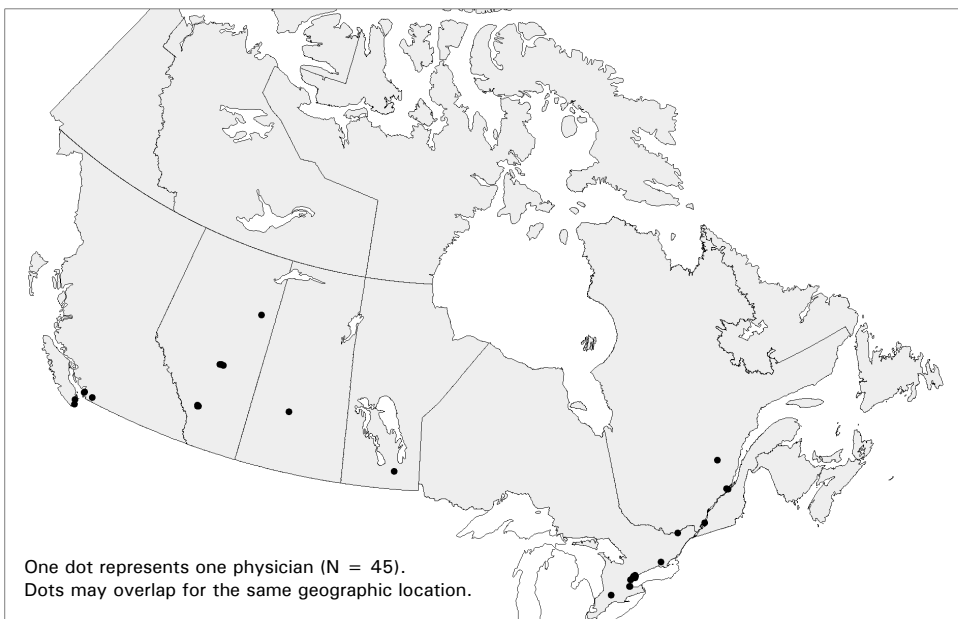 One dot represents one physician (N = 45).
Dots may overlap for the same geographic location.